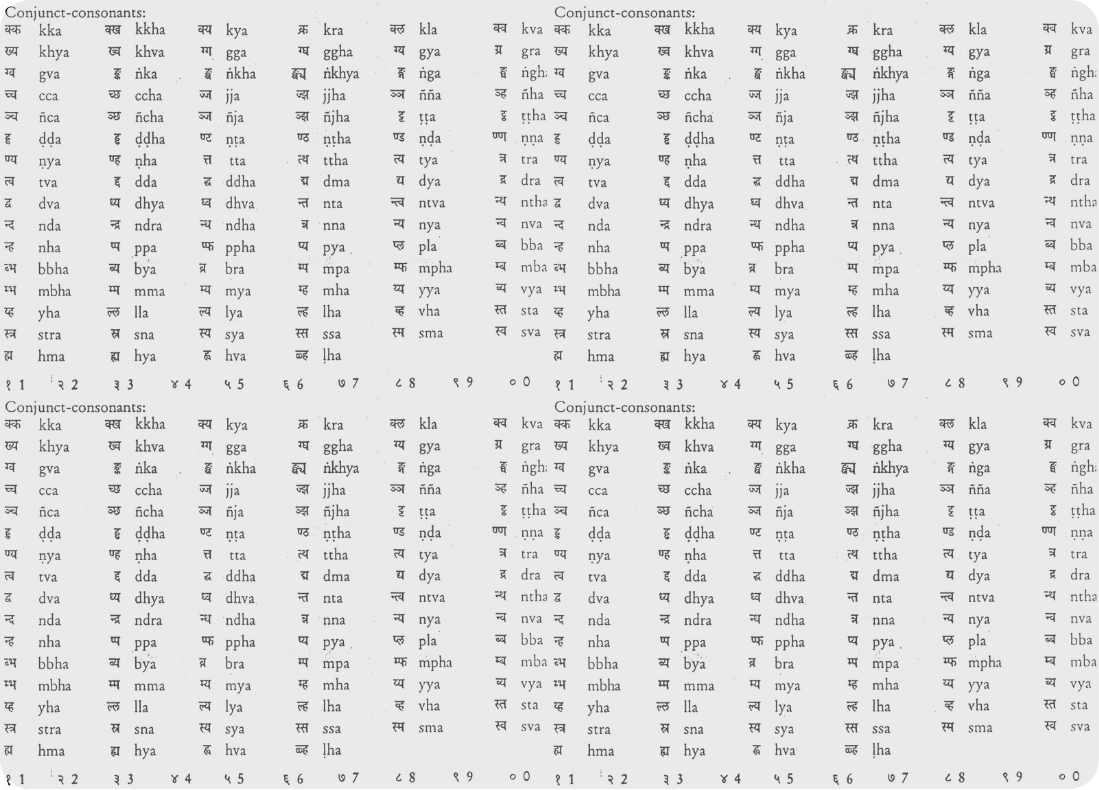 Conjunct-consonants: Conjunct-consonants:
क्क kka क्ख kkha क्य kya क्र kra क्ल kla क्व kva क्क kka क्ख kkha क्य kya क्र kra क्ल kla क्व kva
ख्य khya ख्व khva ग्ग gga ग्घ ggha ग्य gya ग्र gra ख्य khya ख्व khva ग्ग gga ग्घ ggha ग्य gya ग्र gra
ग्व gva ङ्क ṅka ङ्ख ṅkha ङ्ख्य ṅkhya ङ्ग ṅga ङ्घ ṅgh ग्व gva ङ्क ṅka ङ्ख ṅkha ङ्ख्य ṅkhya ङ्ग ṅga ङ्घ ṅgh
च्च cca च्छ ccha ज्ज jja ज्झ jjha ञ्ञ ñña ञ्ह ñha च्च cca च्छ ccha ज्ज jja ज्झ jjha ञ्ञ ñña ञ्ह ñha
ञ्च ñca ञ्छ ñcha ञ्ज ñja ञ्झ ñjha ट्ट ṭṭa ट्ठ ṭṭha ञ्च ñca ञ्छ ñcha ञ्ज ñja ञ्झ ñjha ट्ट ṭṭa ट्ठ ṭṭha
ड्ड ḍḍa ड्ढ ḍḍha ण्ट ṇṭa ण्ठ ṇṭha ण्ड ṇḍa ण्ण ṇṇa ड्ड ḍḍa ड्ढ ḍḍha ण्ट ṇṭa ण्ठ ṇṭha ण्ड ṇḍa ण्ण ṇṇa
ण्य ṇya ण्ह ṇha त्त tta त्थ ttha त्य tya त्र tra ण्य ṇya ण्ह ṇha त्त tta त्थ ttha त्य tya त्र tra
त्व tva द्द dda द्ध ddha द्म dma द्य dya द्र dra त्व tva द्द dda द्ध ddha द्म dma द्य dya द्र dra
द्व dva ध्य dhya ध्व dhva न्त nta न्त्व ntva न्थ ntha द्व dva ध्य dhya ध्व dhva न्त nta न्त्व ntva न्थ ntha
न्द nda न्द्र ndra न्ध ndha न्न nna न्य nya न्व nva न्द nda न्द्र ndra न्ध ndha न्न nna न्य nya न्व nva
न्ह nha प्प ppa प्फ ppha प्य pya प्ल pla ब्ब bba न्ह nha प्प ppa प्फ ppha प्य pya प्ल pla ब्ब bba
ब्भ bbha ब्य bya ब्र bra म्प mpa म्फ mpha म्ब mba ब्भ bbha ब्य bya ब्र bra म्प mpa म्फ mpha म्ब mba
म्भ mbha म्म mma म्य mya म्ह mha य्य yya व्य vya म्भ mbha म्म mma म्य mya म्ह mha य्य yya व्य vya
य्ह yha ल्ल lla ल्य lya ल्ह lha व्ह vha स्त sta य्ह yha ल्ल lla ल्य lya ल्ह lha व्ह vha स्त sta
स्त्र stra स्न sna स्य sya स्स ssa स्म sma स्व sva स्त्र stra स्न sna स्य sya स्स ssa स्म sma स्व sva
ह्म hma ह्य hya ह्व hva ळ्ह ḷha ह्म hma ह्य hya ह्व hva ळ्ह ḷha
१ 1 २ 2 ३ 3 ४ 4 ५ 5 ६ 6 ७ 7 ८ 8 ९ 9 ० 0 १ 1 २ 2 ३ 3 ४ 4 ५ 5 ६ 6 ७ 7 ८ 8 ९ 9 ० 0
Conjunct-consonants: Conjunct-consonants:
क्क kka क्ख kkha क्य kya क्र kra क्ल kla क्व kva क्क kka क्ख kkha क्य kya क्र kra क्ल kla क्व kva
ख्य khya ख्व khva ग्ग gga ग्घ ggha ग्य gya ग्र gra ख्य khya ख्व khva ग्ग gga ग्घ ggha ग्य gya ग्र gra
ग्व gva ङ्क ṅka ङ्ख ṅkha ङ्ख्य ṅkhya ङ्ग ṅga ङ्घ ṅgh ग्व gva ङ्क ṅka ङ्ख ṅkha ङ्ख्य ṅkhya ङ्ग ṅga ङ्घ ṅgh
च्च cca च्छ ccha ज्ज jja ज्झ jjha ञ्ञ ñña ञ्ह ñha च्च cca च्छ ccha ज्ज jja ज्झ jjha ञ्ञ ñña ञ्ह ñha
ञ्च ñca ञ्छ ñcha ञ्ज ñja ञ्झ ñjha ट्ट ṭṭa ट्ठ ṭṭha ञ्च ñca ञ्छ ñcha ञ्ज ñja ञ्झ ñjha ट्ट ṭṭa ट्ठ ṭṭha
ड्ड ḍḍa ड्ढ ḍḍha ण्ट ṇṭa ण्ठ ṇṭha ण्ड ṇḍa ण्ण ṇṇa ड्ड ḍḍa ड्ढ ḍḍha ण्ट ṇṭa ण्ठ ṇṭha ण्ड ṇḍa ण्ण ṇṇa
ण्य ṇya ण्ह ṇha त्त tta त्थ ttha त्य tya त्र tra ण्य ṇya ण्ह ṇha त्त tta त्थ ttha त्य tya त्र tra
त्व tva द्द dda द्ध ddha द्म dma द्य dya द्र dra त्व tva द्द dda द्ध ddha द्म dma द्य dya द्र dra
द्व dva ध्य dhya ध्व dhva न्त nta न्त्व ntva न्थ ntha द्व dva ध्य dhya ध्व dhva न्त nta न्त्व ntva न्थ ntha
न्द nda न्द्र ndra न्ध ndha न्न nna न्य nya न्व nva न्द nda न्द्र ndra न्ध ndha न्न nna न्य nya न्व nva
न्ह nha प्प ppa प्फ ppha प्य pya प्ल pla ब्ब bba न्ह nha प्प ppa प्फ ppha प्य pya प्ल pla ब्ब bba
ब्भ bbha ब्य bya ब्र bra म्प mpa म्फ mpha म्ब mba ब्भ bbha ब्य bya ब्र bra म्प mpa म्फ mpha म्ब mba
म्भ mbha म्म mma म्य mya म्ह mha य्य yya व्य vya म्भ mbha म्म mma म्य mya म्ह mha य्य yya व्य vya
य्ह yha ल्ल lla ल्य lya ल्ह lha व्ह vha स्त sta य्ह yha ल्ल lla ल्य lya ल्ह lha व्ह vha स्त sta
स्त्र stra स्न sna स्य sya स्स ssa स्म sma स्व sva स्त्र stra स्न sna स्य sya स्स ssa स्म sma स्व sva
ह्म hma ह्य hya ह्व hva ळ्ह ḷha ह्म hma ह्य hya ह्व hva ळ्ह ḷha
१ 1 २ 2 ३ 3 ४ 4 ५ 5 ६ 6 ७ 7 ८ 8 ९ 9 ० 0 १ 1 २ 2 ३ 3 ४ 4 ५ 5 ६ 6 ७ 7 ८ 8 ९ 9 ० 0